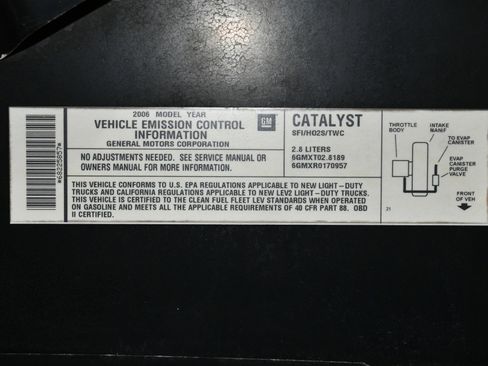 *68225857*
2006 MODEL YEAR
VEHICLE EMISSION CONTROL
INFORMATION
GENERAL MOTORS CORPORATION
GM
NO ADJUSTMENTS NEEDED. SEE SERVICE MANUAL OR
OWNERS MANUAL FOR MORE INFORMATION.
CATALYST
SFI/HO2S/TWC
2.8 LITERS
6GMXT02.8189
6GMXR0170957
THIS VEHICLE CONFORMS TO U.S. EPA REGULATIONS APPLICABLE TO NEW LIGHT-DUTY
TRUCKS AND CALIFORNIA REGULATIONS APPLICABLE TO NEW LEV2 LIGHT-DUTY TRUCKS.
THIS VEHICLE IS CERTIFIED TO THE CLEAN FUEL FLEET LEV STANDARDS WHEN OPERATED
ON GASOLINE AND MEETS ALL THE APPLICABLE REQUIREMENTS OF 40 CFR PART 88. OBD
II CERTIFIED.
THROTTLE
BODY
INTAKE
MANIF
TO EVAP
CANISTER
EVAP
CANISTER
PURGE
VALVE
FRONT
OF VEH
21